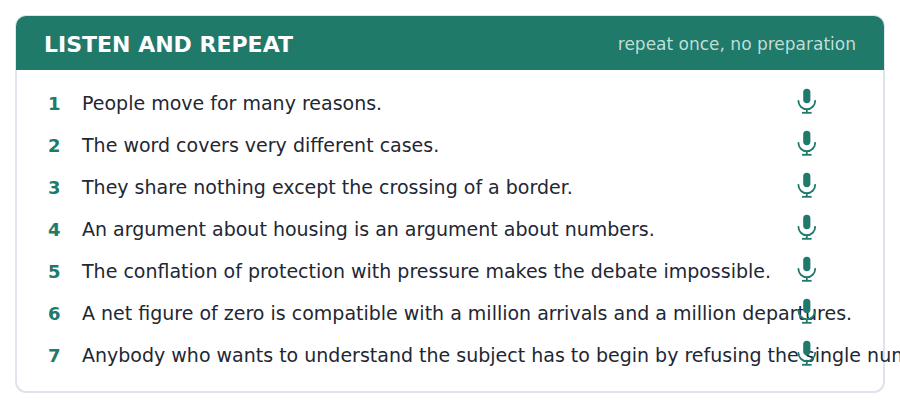 LISTEN AND REPEAT
repeat once, no preparation
1 People move for many reasons.
2 The word covers very different cases.
3 They share nothing except the crossing of a border.
4 An argument about housing is an argument about numbers.
5 The conflation of protection with pressure makes the debate impossible.
6 A net figure of zero is compatible with a million arrivals and a million departures.
7 Anybody who wants to understand the subject has to begin by refusing the single